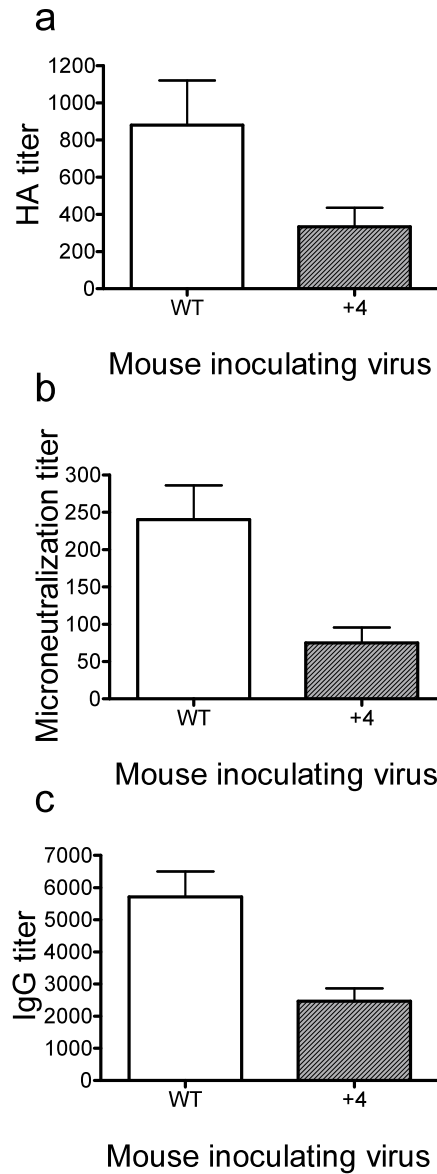 a
HA titer
1200
1000
800
600
400
200
0
WT +4
Mouse inoculating virus
b
Microneutralization titer
300
250
200
150
100
50
0
WT +4
Mouse inoculating virus
c
IgG titer
7000
6000
5000
4000
3000
2000
1000
0
WT +4
Mouse inoculating virus